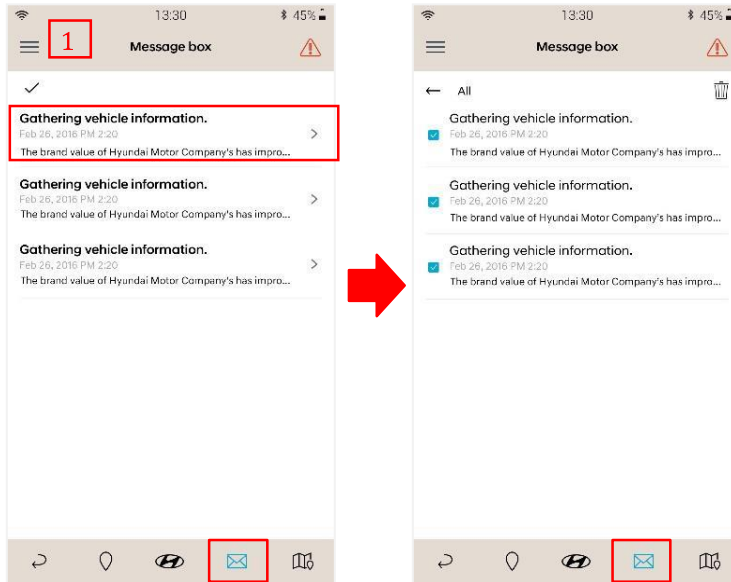 13:30
45%
1
Message box
Gathering vehicle information.
Feb 26, 2016 PM 2:20
The brand value of Hyundai Motor Company's has impro...
Gathering vehicle information.
Feb 26, 2016 PM 2:20
The brand value of Hyundai Motor Company's has impro...
Gathering vehicle information.
Feb 26, 2016 PM 2:20
The brand value of Hyundai Motor Company's has impro...
13:30
45%
Message box
All
Gathering vehicle information.
Feb 26, 2016 PM 2:20
The brand value of Hyundai Motor Company's has impro...
Gathering vehicle information.
Feb 26, 2016 PM 2:20
The brand value of Hyundai Motor Company's has impro...
Gathering vehicle information.
Feb 26, 2016 PM 2:20
The brand value of Hyundai Motor Company's has impro...